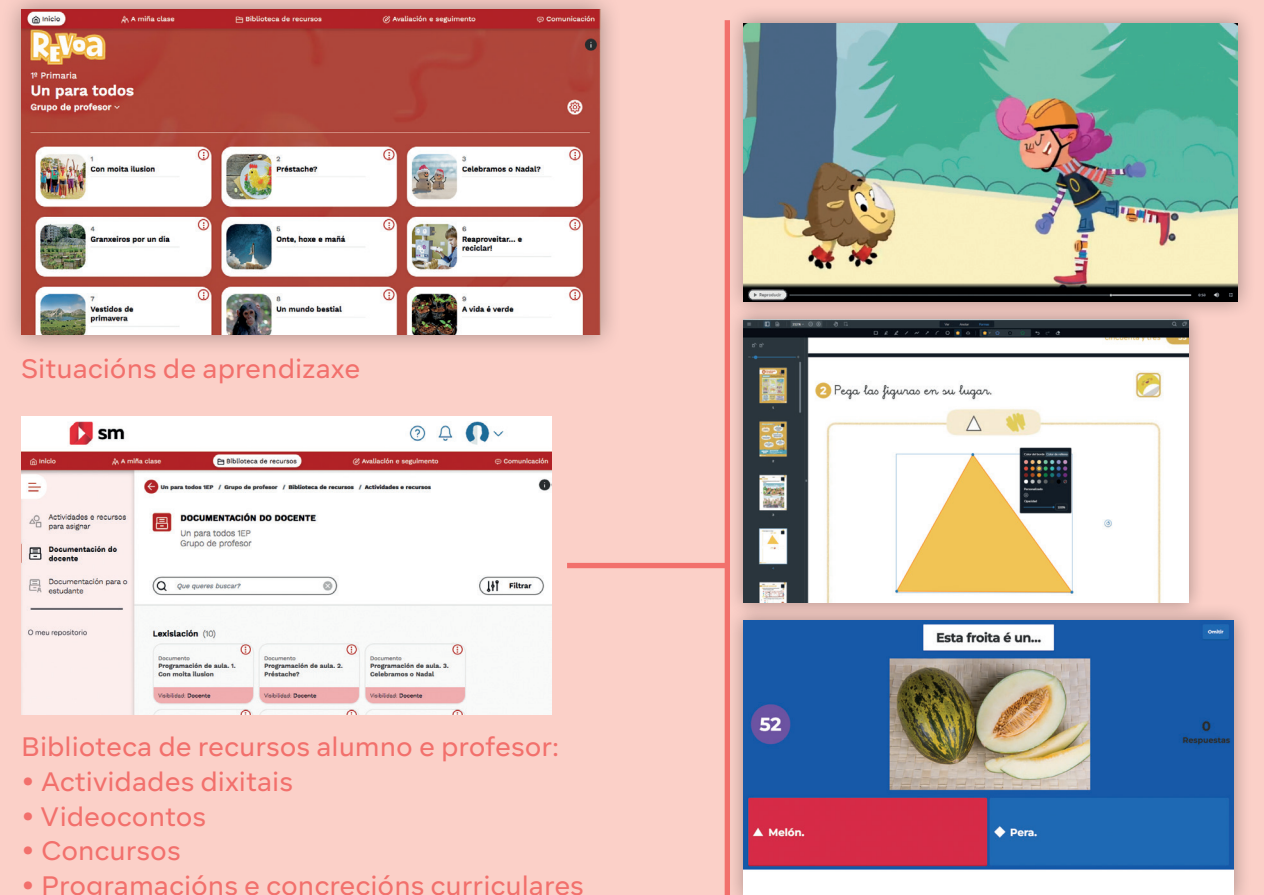 Inicio
A miña clase
Biblioteca de recursos
Avaliación e seguimento
Comunicación
REVOA
1º Primaria
Un para todos
Grupo de profesor
1
Con moita ilusion
2
Préstache?
3
Celebramos o Nadal?
4
Granxeiros por un dia
5
Onte, hoxe e mañá
6
Reaproveitar... e
reciclar!
7
Vestidos de
primavera
8
Un mundo bestial
9
A vida é verde
Situacións de aprendizaxe
sm
Inicio
A miña clase
Biblioteca de recursos
Avaliación e seguimento
Comunicación
Un para todos 1EP / Grupo de profesor / Biblioteca de recursos / Actividades e recursos
Actividades e recursos
para asignar
Documentación do
docente
Documentación para o
estudante
O meu repositorio
DOCUMENTACIÓN DO DOCENTE
Un para todos 1EP
Grupo de profesor
Que queres buscar?
Filtrar
Lexislación (10)
Documento
Programación de aula. 1.
Con moita ilusion
Visibilidad: Docente
Documento
Programación de aula. 2.
Préstache?
Visibilidad: Docente
Documento
Programación de aula. 3.
Celebramos o Nadal
Visibilidad: Docente
Biblioteca de recursos alumno e profesor:
• Actividades dixitais
• Videocontos
• Concursos
• Programacións e concrecións curriculares
Reproducir
2 Pega las figuras en su lugar.
Esta froita é un...
Omitir
52
0
Respuestas
Melón.
Pera.